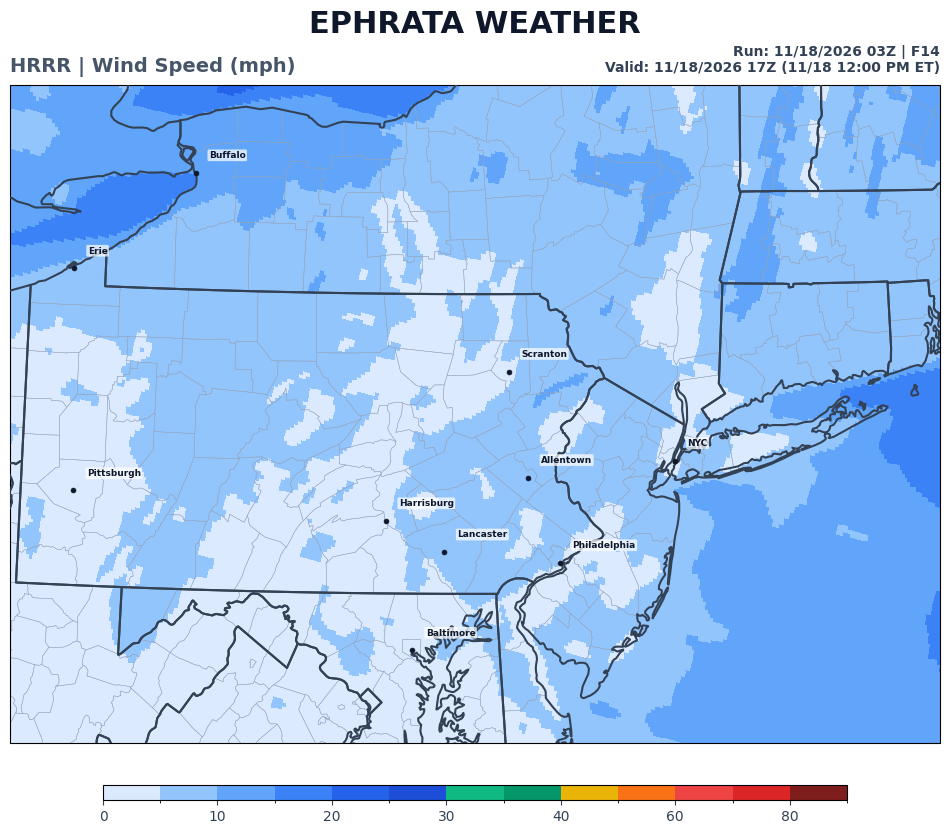 EPHRATA WEATHER
HRRR | Wind Speed (mph)
Run: 11/18/2026 03Z | F14
Valid: 11/18/2026 17Z (11/18 12:00 PM ET)
Buffalo
Erie
Scranton
NYC
Allentown
Pittsburgh
Harrisburg
Lancaster
Philadelphia
Baltimore
0 10 20 30 40 50 60 70 80